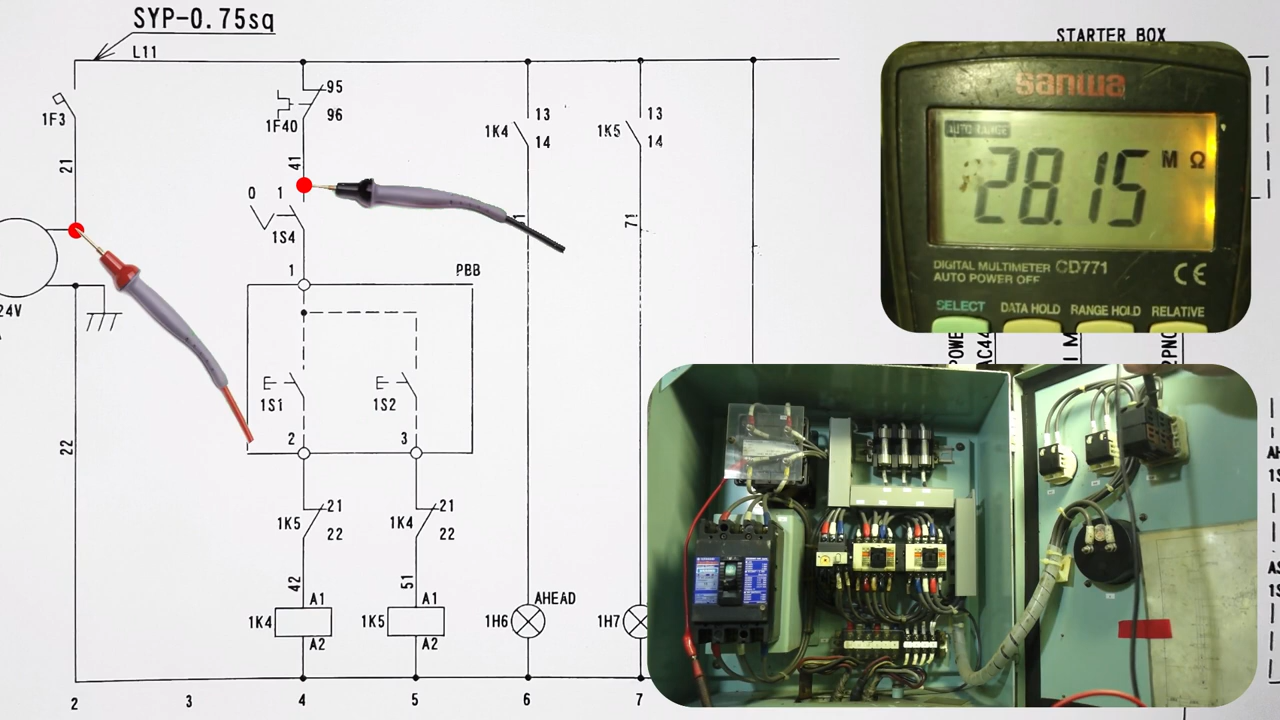 SYP-0.75sq
STARTER BOX
L11
95
1F3
1F40
96
13
1K4
14
13
1K5
14
21
41
0 1
1S4
71
1
PBB
24V
1S1
1S2
22
2
3
21
1K5
22
21
1K4
22
42
51
A1
1K4
A2
A1
1K5
A2
AHEAD
1H6
1H7
2
3
4
5
6
7
sanwa
AUTO RANGE
28.15 MΩ
DIGITAL MULTIMETER CD771
AUTO POWER OFF
CE
SELECT
DATA HOLD
RANGE HOLD
RELATIVE